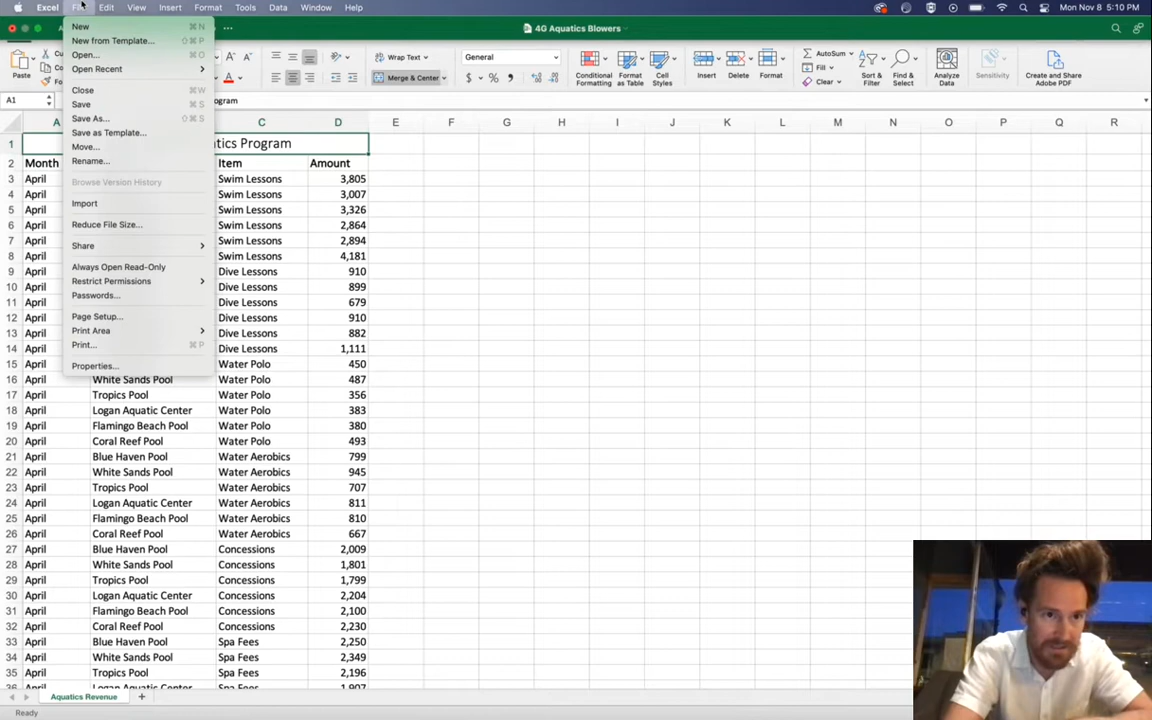 Excel File Edit View Insert Format Tools Data Window Help Mon Nov 8 5:10 PM
4G Aquatics Blowers
New ⌘N
New from Template... ⇧⌘P
Open... ⌘O
Open Recent
Close ⌘W
Save ⌘S
Save As... ⇧⌘S
Save as Template...
Move...
Rename...
Browse Version History
Import
Reduce File Size...
Share
Always Open Read-Only
Restrict Permissions
Passwords...
Page Setup...
Print Area
Print... ⌘P
Properties...
Paste
Wrap Text
Merge & Center
General
$ % ,
Conditional Formatting
Format as Table
Cell Styles
Insert
Delete
Format
AutoSum
Fill
Clear
Sort & Filter
Find & Select
Analyze Data
Sensitivity
Create and Share Adobe PDF
A1
A B C D E F G H I J K L M N O P Q R
1
2 Month Item Amount
3 April Swim Lessons 3,805
4 April Swim Lessons 3,007
5 April Swim Lessons 3,326
6 April Swim Lessons 2,864
7 April Swim Lessons 2,894
8 April Swim Lessons 4,181
9 April Dive Lessons 910
10 April Dive Lessons 899
11 April Dive Lessons 679
12 April Dive Lessons 910
13 April Dive Lessons 882
14 April Dive Lessons 1,111
15 April Water Polo 450
16 April White Sands Pool Water Polo 487
17 April Tropics Pool Water Polo 356
18 April Logan Aquatic Center Water Polo 383
19 April Flamingo Beach Pool Water Polo 380
20 April Coral Reef Pool Water Polo 493
21 April Blue Haven Pool Water Aerobics 799
22 April White Sands Pool Water Aerobics 945
23 April Tropics Pool Water Aerobics 707
24 April Logan Aquatic Center Water Aerobics 811
25 April Flamingo Beach Pool Water Aerobics 810
26 April Coral Reef Pool Water Aerobics 667
27 April Blue Haven Pool Concessions 2,009
28 April White Sands Pool Concessions 1,801
29 April Tropics Pool Concessions 1,799
30 April Logan Aquatic Center Concessions 2,204
31 April Flamingo Beach Pool Concessions 2,100
32 April Coral Reef Pool Concessions 2,230
33 April Blue Haven Pool Spa Fees 2,250
34 April White Sands Pool Spa Fees 2,349
35 April Tropics Pool Spa Fees 2,196
36 April Logan Aquatic Center Spa Fees 1,907
Aquatics Revenue
Ready